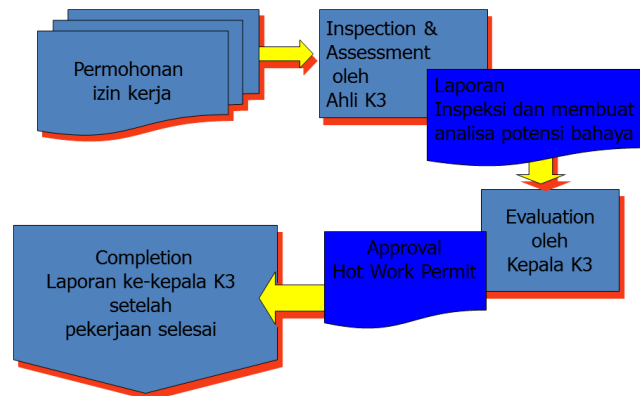 Permohonan
izin kerja
Inspection &
Assessment
oleh
Ahli K3
Laporan
Inspeksi dan membuat
analisa potensi bahaya
Evaluation
oleh
Kepala K3
Approval
Hot Work Permit
Completion
Laporan ke-kepala K3
setelah
pekerjaan selesai